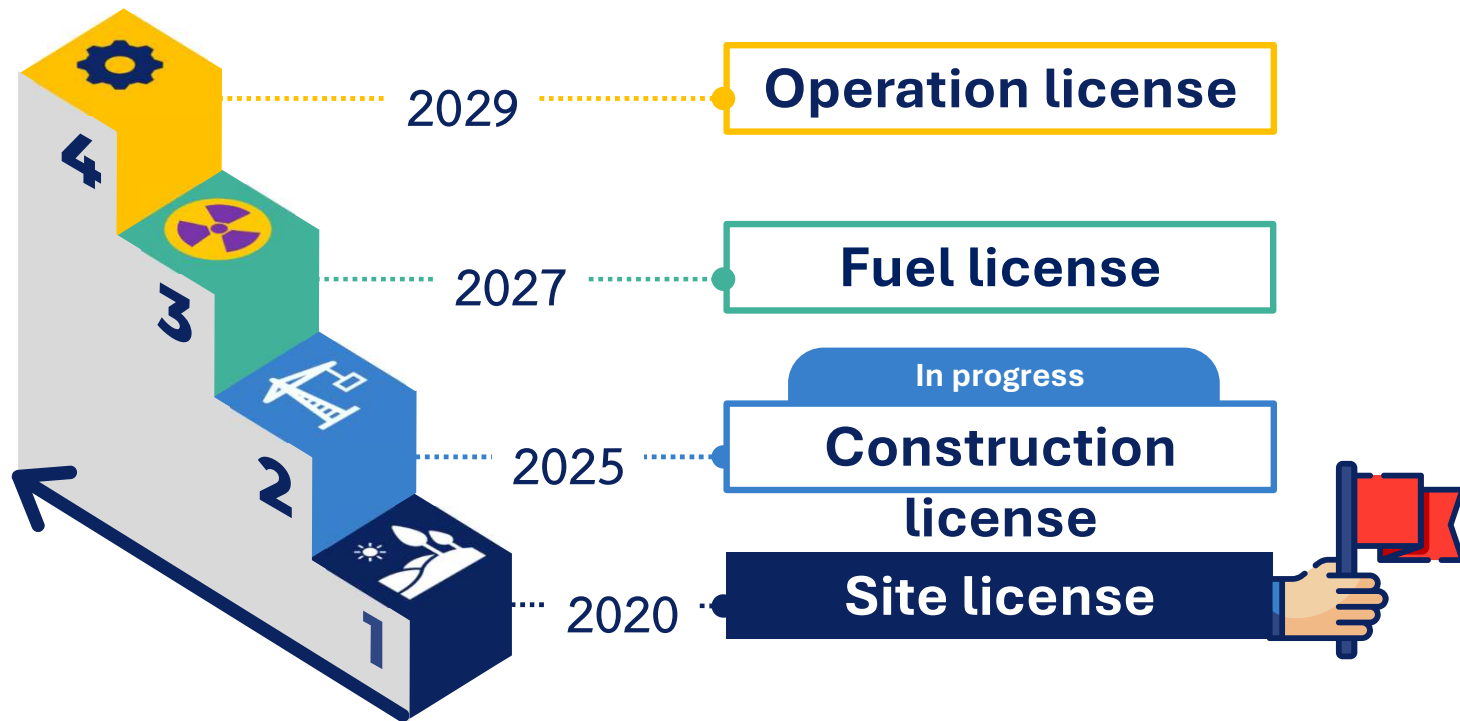 4
2029
Operation license
3
2027
Fuel license
In progress
2
2025
Construction
license
1
2020
Site license